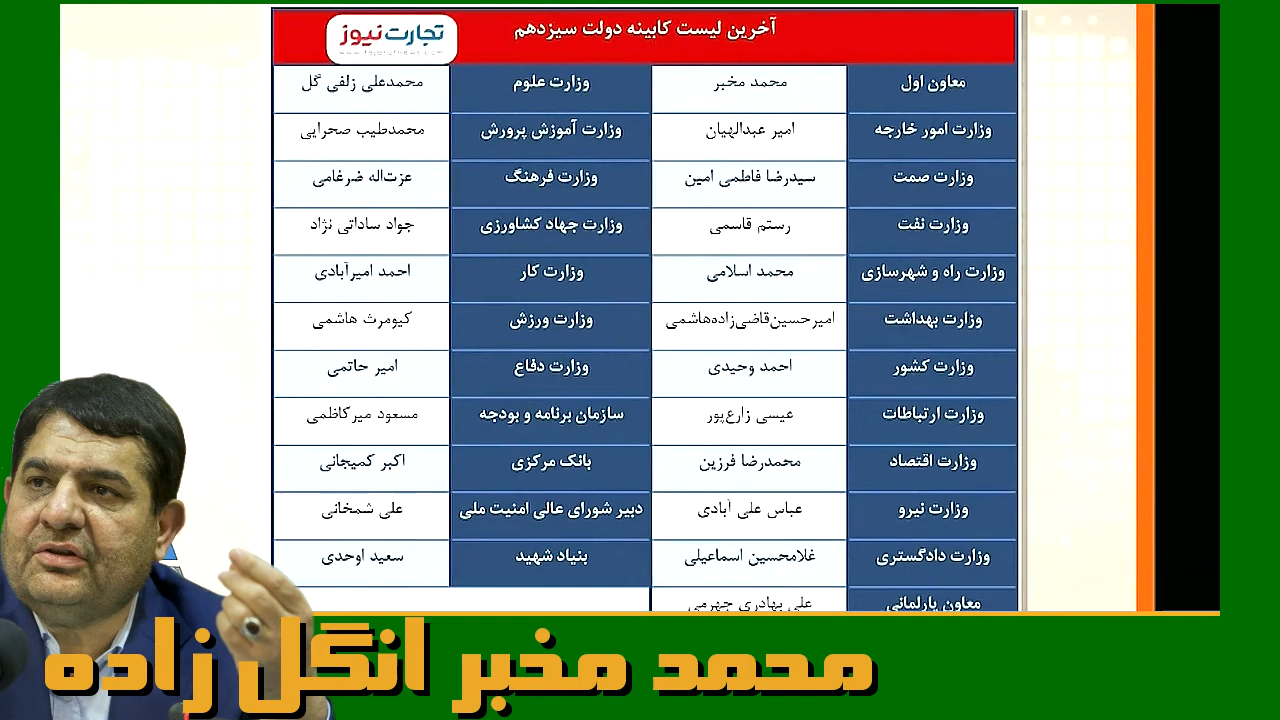 آخرین لیست کابینه دولت سیزدهم
تجارت‌نیوز
معاون اول محمد مخبر وزارت علوم محمدعلی زلفی گل
وزارت امور خارجه امیر عبدالهیان وزارت آموزش پرورش محمدطیب صحرایی
وزارت صمت سیدرضا فاطمی امین وزارت فرهنگ عزت‌اله ضرغامی
وزارت نفت رستم قاسمی وزارت جهاد کشاورزی جواد ساداتی نژاد
وزارت راه و شهرسازی محمد اسلامی وزارت کار احمد امیرآبادی
وزارت بهداشت امیرحسین‌قاضی‌زاده‌هاشمی وزارت ورزش کیومرث هاشمی
وزارت کشور احمد وحیدی وزارت دفاع امیر حاتمی
وزارت ارتباطات عیسی زارع‌پور سازمان برنامه و بودجه مسعود میرکاظمی
وزارت اقتصاد محمدرضا فرزین بانک مرکزی اکبر کمیجانی
وزارت نیرو عباس علی آبادی دبیر شورای عالی امنیت ملی علی شمخانی
وزارت دادگستری غلامحسین اسماعیلی بنیاد شهید سعید اوحدی
معاون پارلمانی علی بهادری جهرمی
محمد مخبر انگل زاده